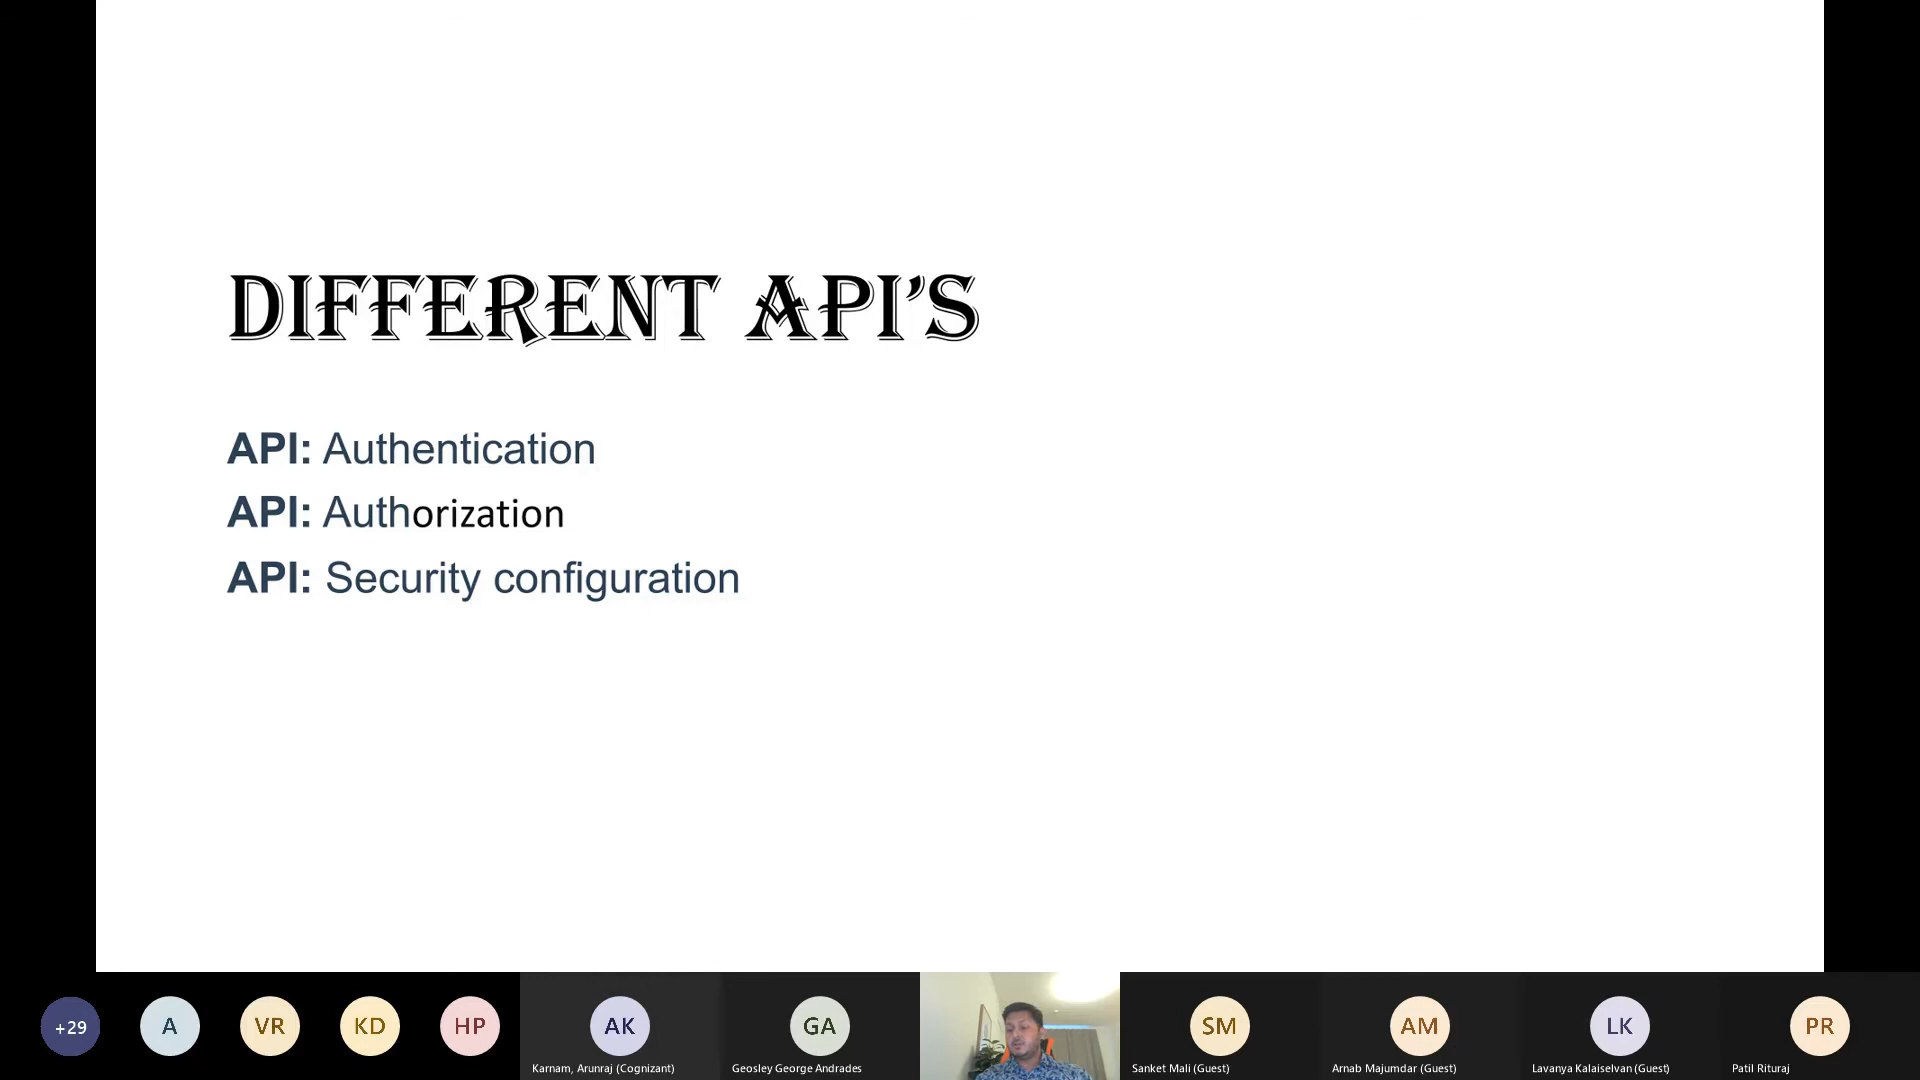 DIFFERENT API’S
API: Authentication
API: Authorization
API: Security configuration
+29
A
VR
KD
HP
AK
GA
SM
AM
LK
PR
Karnam, Arunraj (Cognizant)
Geosley George Andrades
Sanket Mali (Guest)
Arnab Majumdar (Guest)
Lavanya Kalaiselvan (Guest)
Patil Rituraj